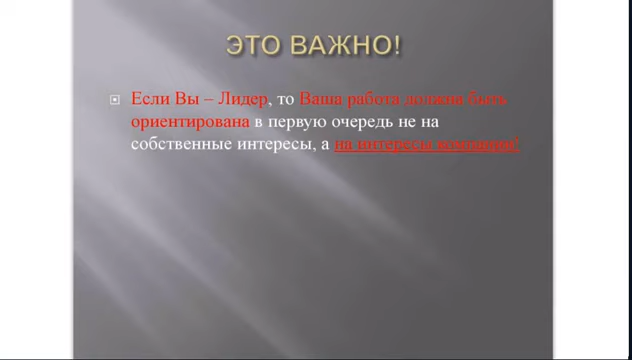 ЭТО ВАЖНО!
Если Вы – Лидер, то Ваша работа должна быть
ориентирована в первую очередь не на
собственные интересы, а на интересы компании!